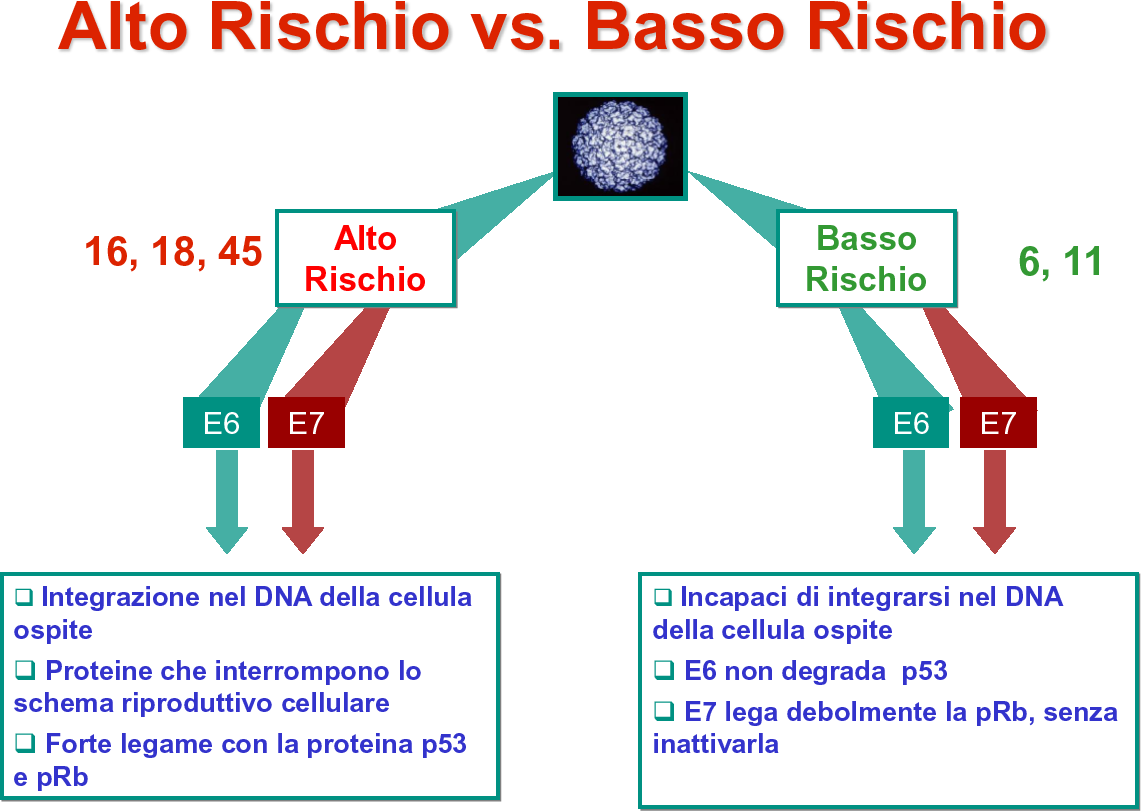 Alto Rischio vs. Basso Rischio
16, 18, 45
Alto
Rischio
Basso
Rischio
6, 11
E6
E7
E6
E7
❑ Integrazione nel DNA della cellula
ospite
❑ Proteine che interrompono lo
schema riproduttivo cellulare
❑ Forte legame con la proteina p53
e pRb
❑ Incapaci di integrarsi nel DNA
della cellula ospite
❑ E6 non degrada  p53
❑ E7 lega debolmente la pRb, senza
inattivarla